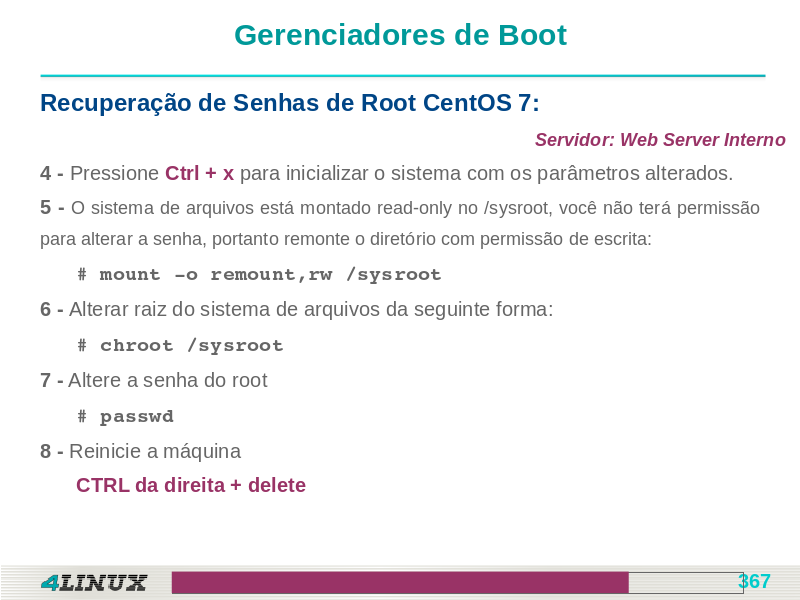 Gerenciadores de Boot
Recuperação de Senhas de Root CentOS 7:
Servidor: Web Server Interno
4 - Pressione Ctrl + x para inicializar o sistema com os parâmetros alterados.
5 - O sistema de arquivos está montado read-only no /sysroot, você não terá permissão
para alterar a senha, portanto remonte o diretório com permissão de escrita:
# mount -o remount,rw /sysroot
6 - Alterar raiz do sistema de arquivos da seguinte forma:
# chroot /sysroot
7 - Altere a senha do root
# passwd
8 - Reinicie a máquina
CTRL da direita + delete
4LINUX
367